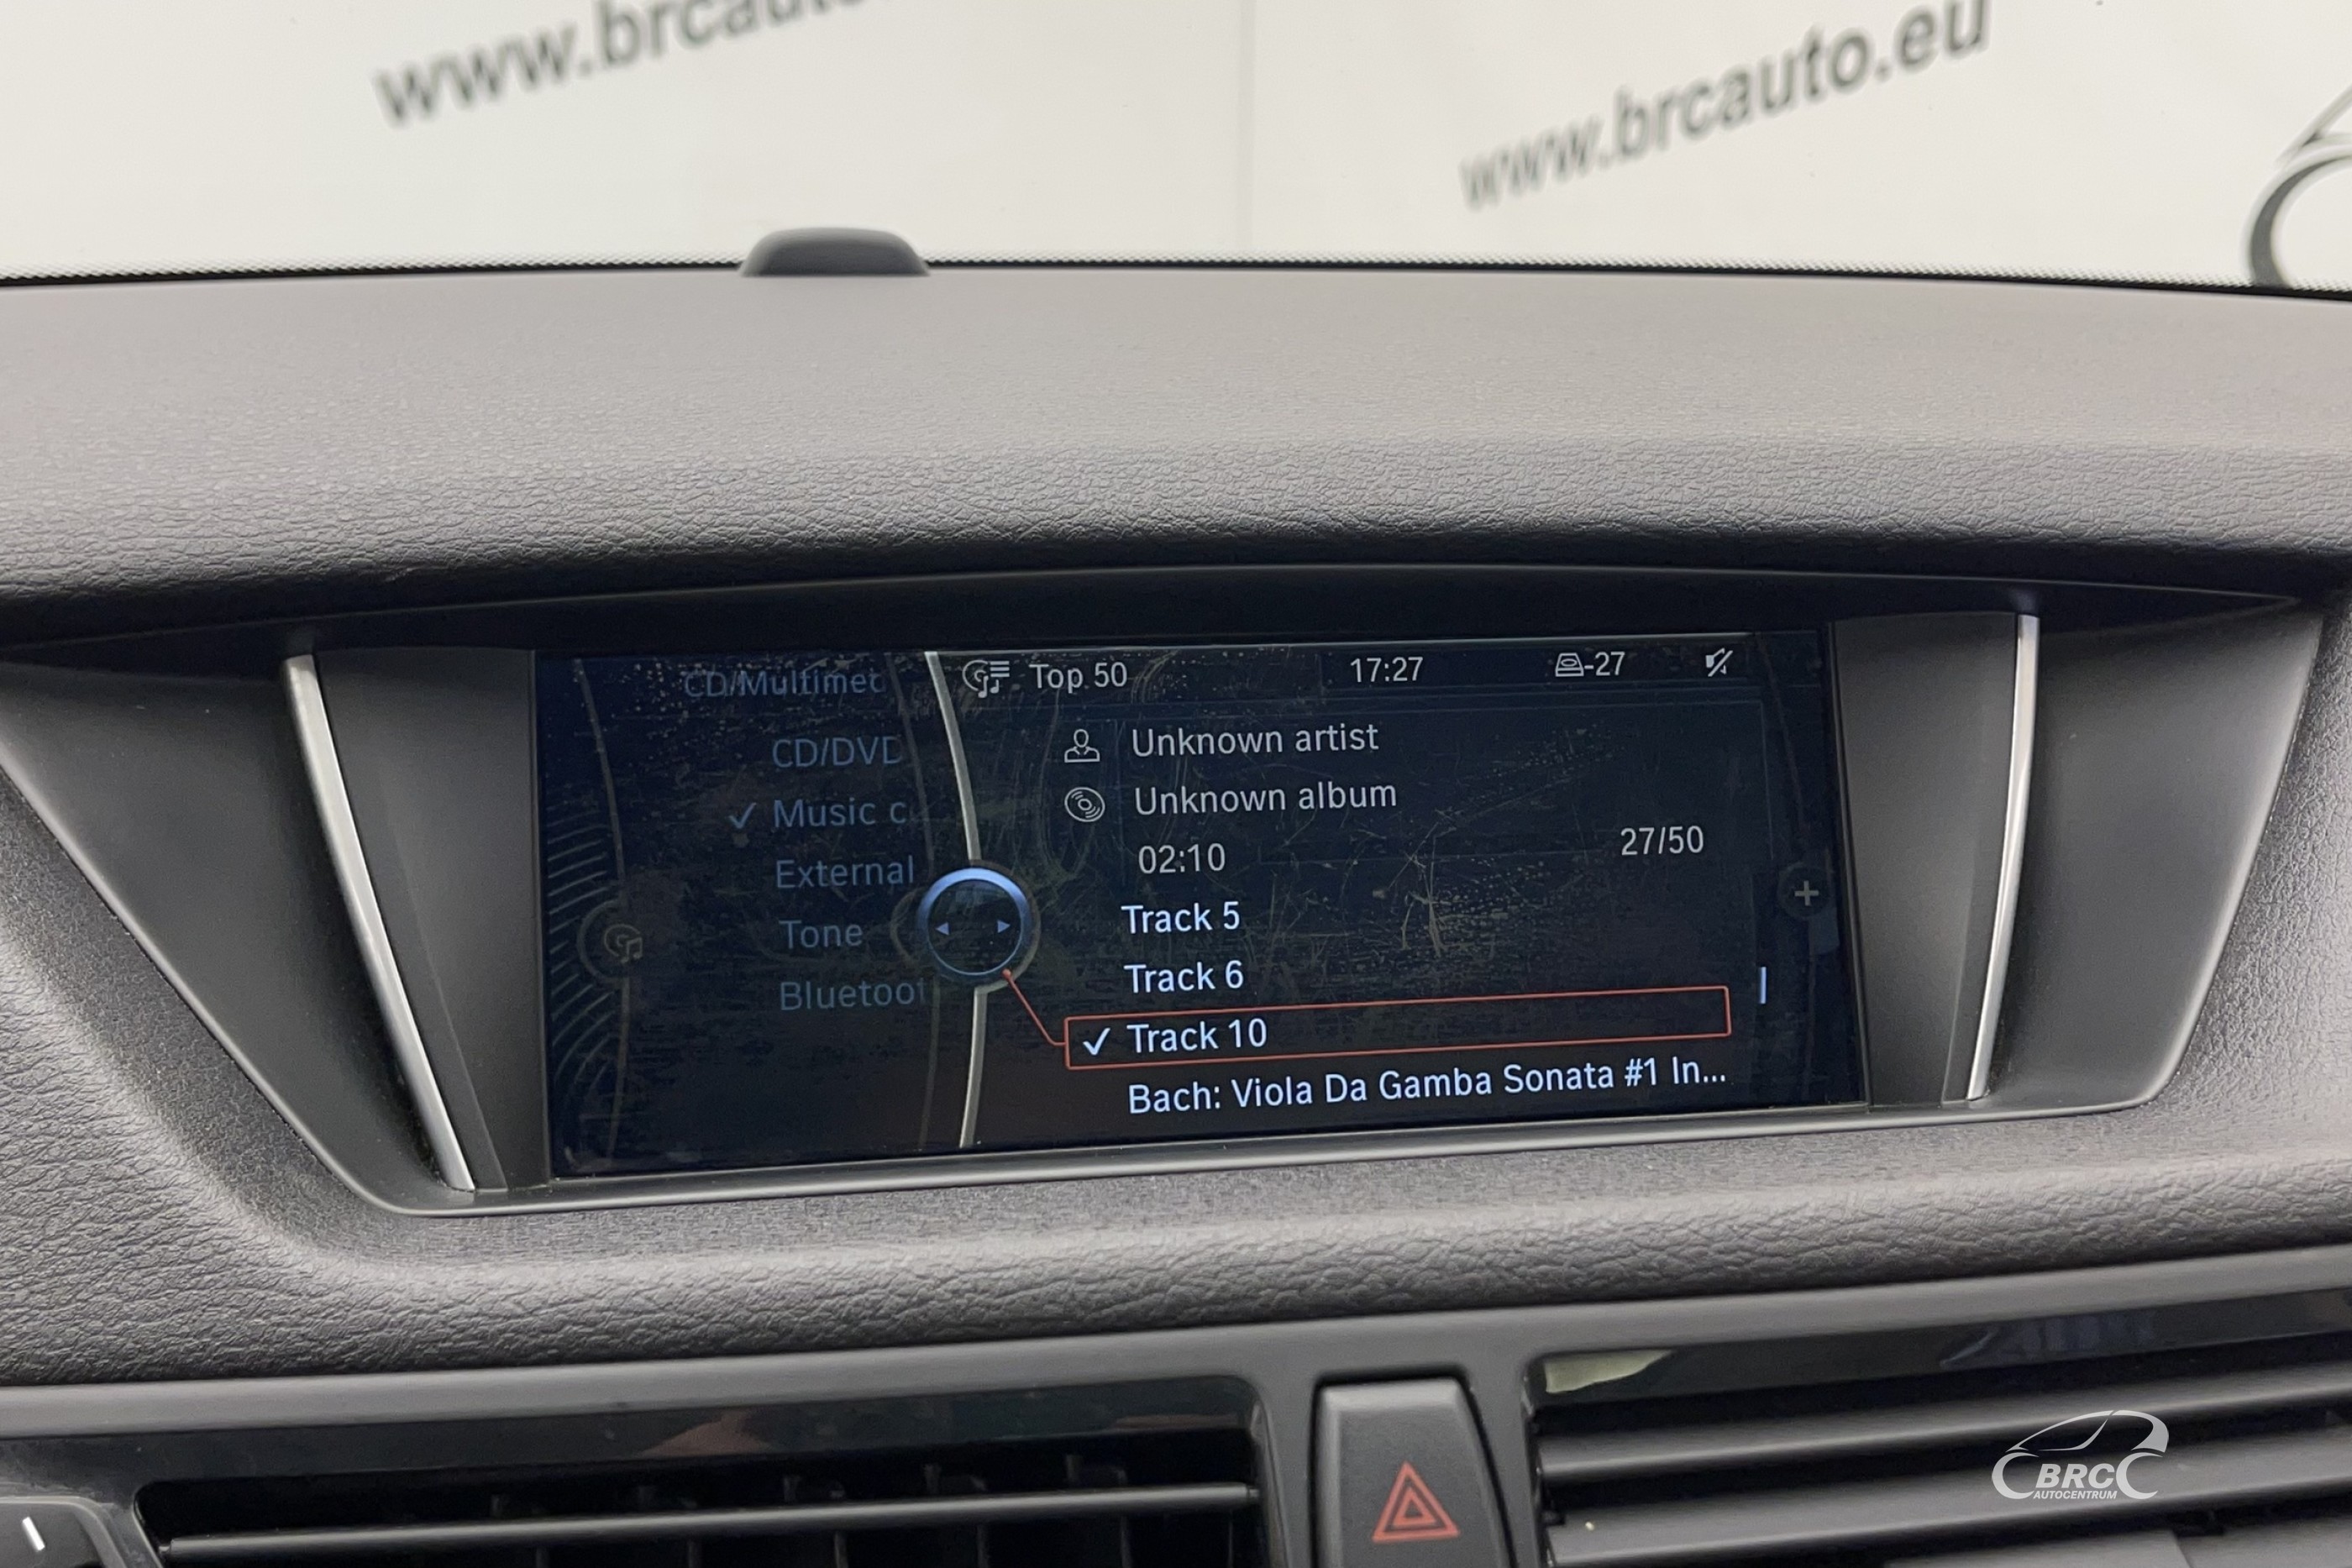 www.brcauto
www.brcauto.eu
CD/Multimed
Top 50
17:27
-27
CD/DVD
Music c
External
Tone
Bluetoot
Unknown artist
Unknown album
02:10
27/50
Track 5
Track 6
✓ Track 10
Bach: Viola Da Gamba Sonata #1 In...
BRC
AUTOCENTRUM